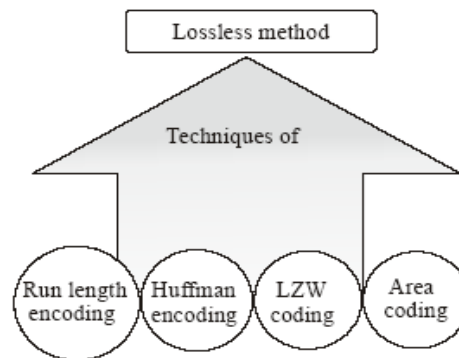 Lossless method
Techniques of
Run length
encoding
Huffman
encoding
LZW
coding
Area
coding